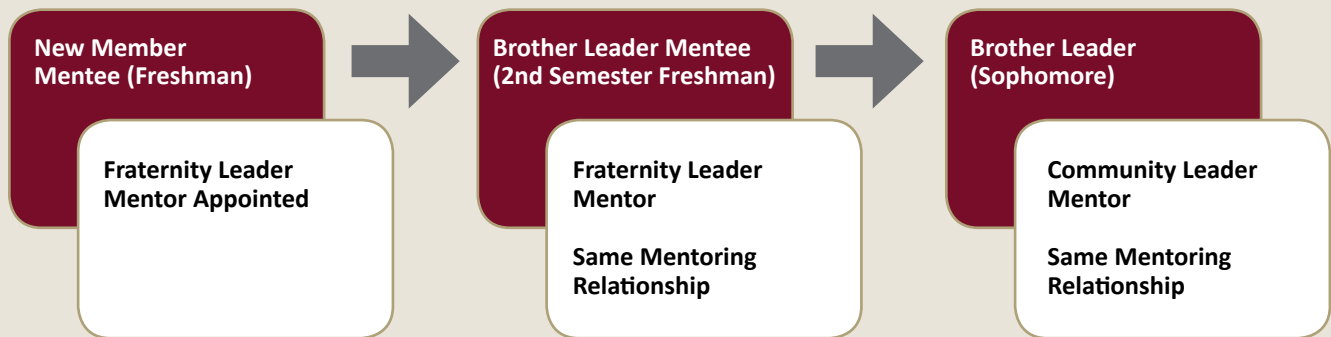 New Member
Mentee (Freshman)
Fraternity Leader
Mentor Appointed
Brother Leader Mentee
(2nd Semester Freshman)
Fraternity Leader
Mentor
Same Mentoring
Relationship
Brother Leader
(Sophomore)
Community Leader
Mentor
Same Mentoring
Relationship